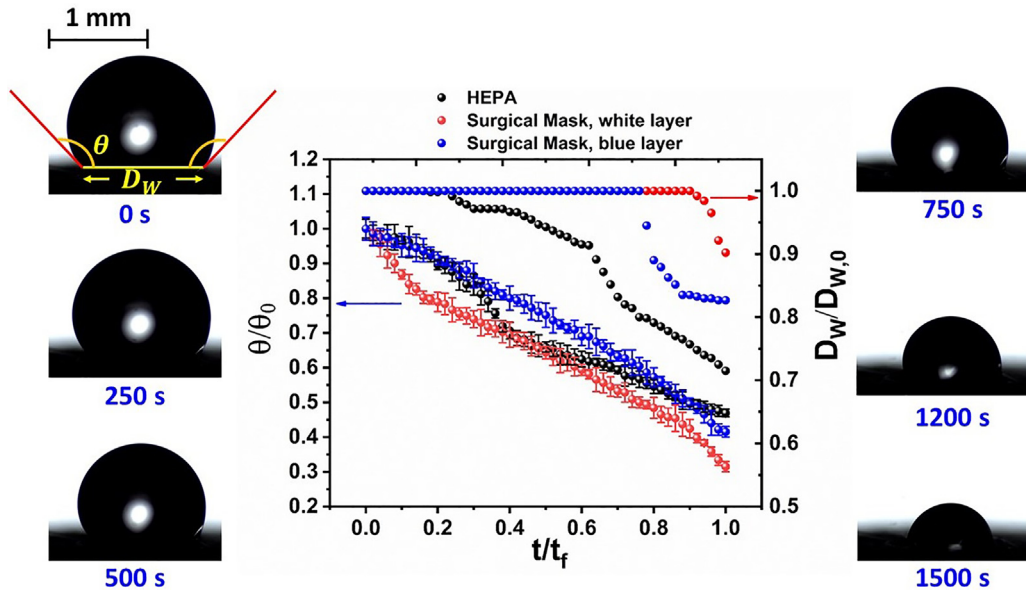 1 mm
θ
D_W
0 s
250 s
500 s
HEPA
Surgical Mask, white layer
Surgical Mask, blue layer
1.2
1.1
1.0
0.9
0.8
0.7
0.6
0.5
0.4
0.3
0.2
θ/θ₀
0.0 0.2 0.4 0.6 0.8 1.0
t/t_f
1.0
0.9
0.8
0.7
0.6
0.5
D_W/D_W,0
750 s
1200 s
1500 s